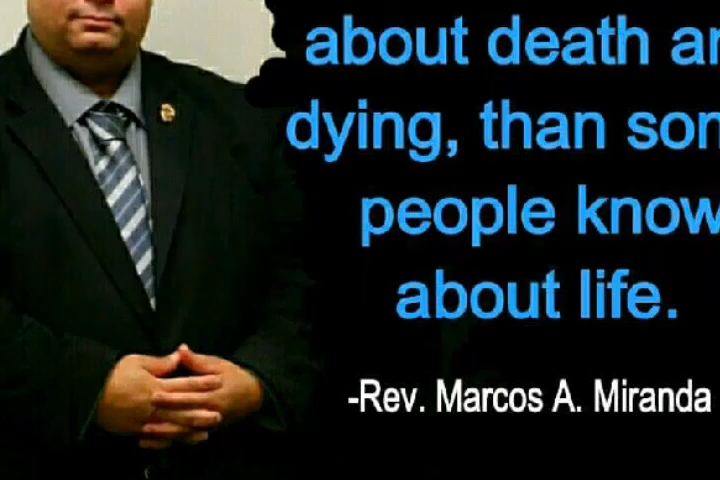 about death
dying, than
people know
about life.
-Rev. Marcos A. Miranda